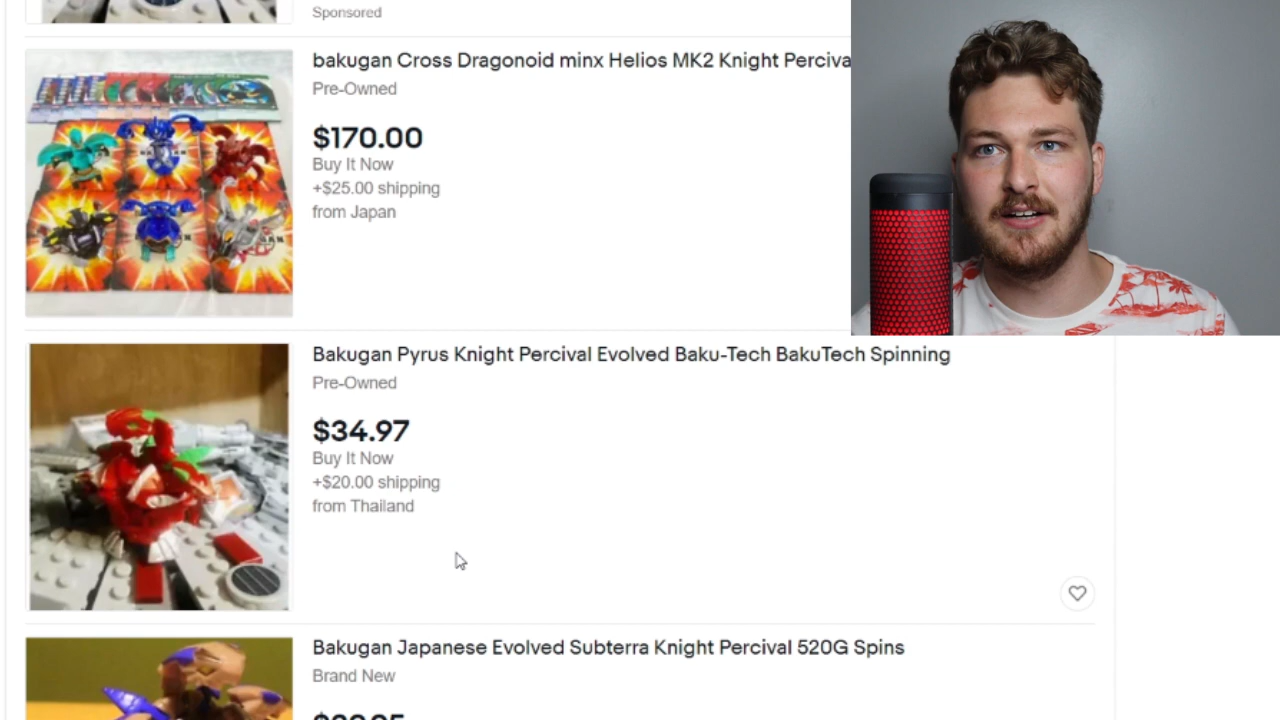 Sponsored
bakugan Cross Dragonoid minx Helios MK2 Knight Perciva
Pre-Owned
$170.00
Buy It Now
+$25.00 shipping
from Japan
Bakugan Pyrus Knight Percival Evolved Baku-Tech BakuTech Spinning
Pre-Owned
$34.97
Buy It Now
+$20.00 shipping
from Thailand
Bakugan Japanese Evolved Subterra Knight Percival 520G Spins
Brand New